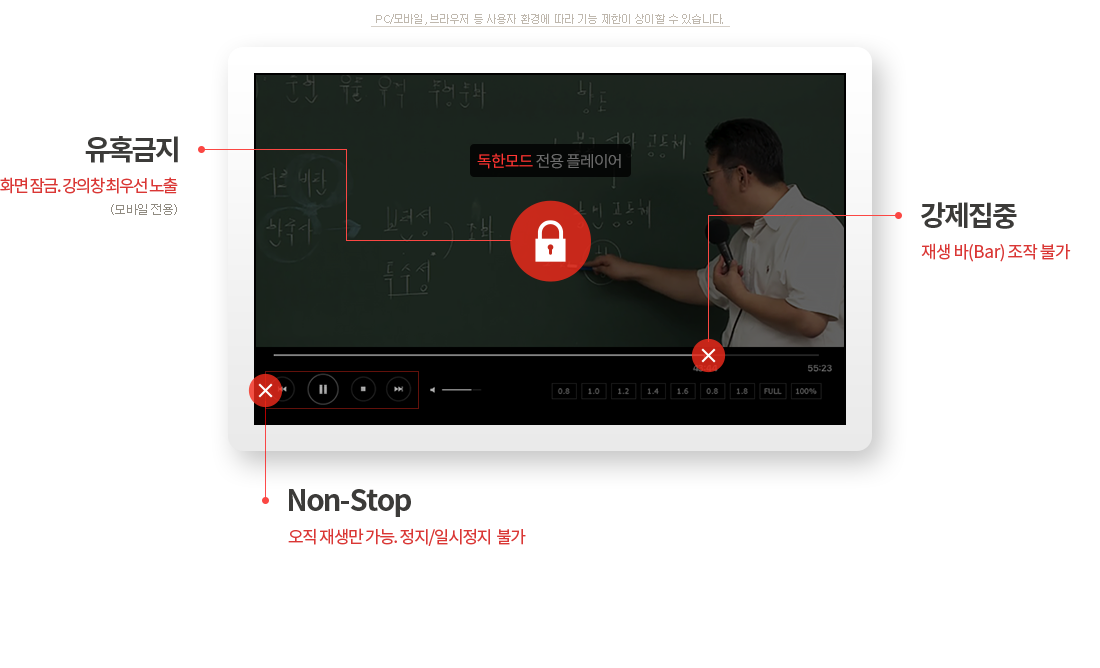 PC/모바일, 브라우저 등 사용자 환경에 따라 기능 제한이 상이할 수 있습니다.
유혹금지
화면 잠금. 강의창 최우선 노출
(모바일 전용)
독한모드 전용 플레이어
강제집중
재생 바(Bar) 조작 불가
55:23
0.8 1.0 1.2 1.4 1.6 0.8 1.8 FULL 100%
Non-Stop
오직 재생만 가능. 정지/일시정지 불가